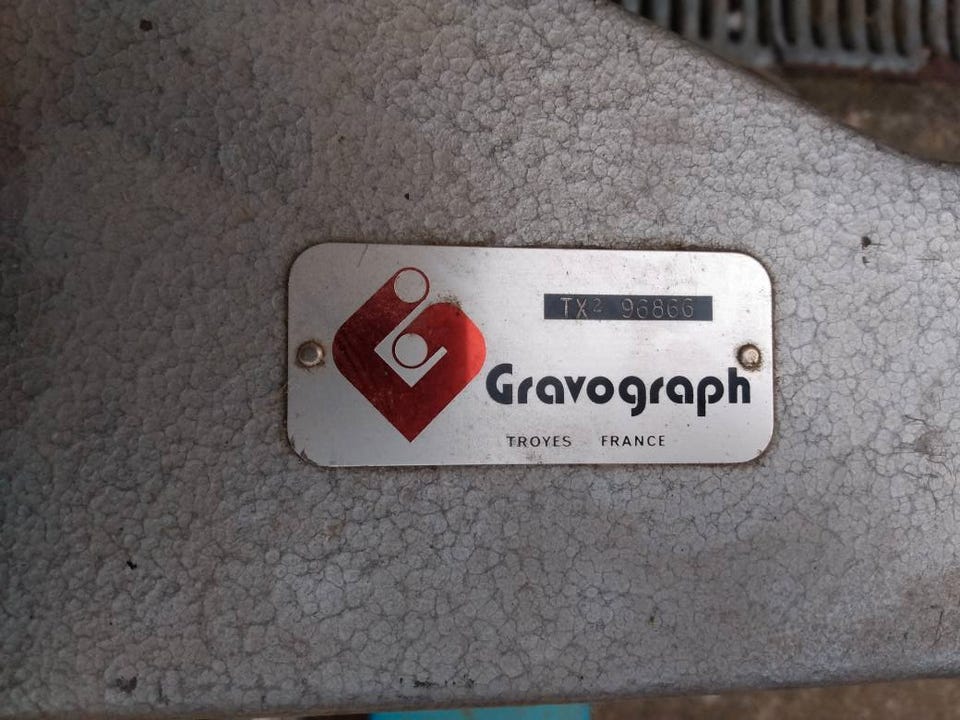 TX² 96866
Gravograph
TROYES FRANCE